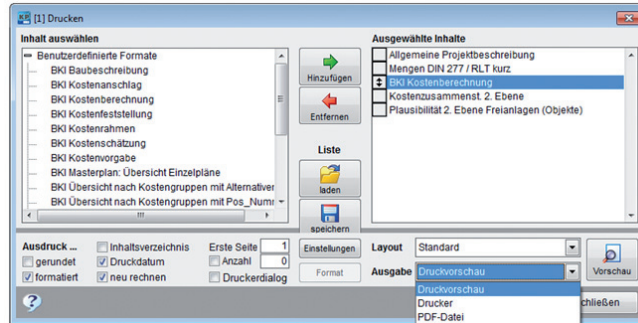 [1] Drucken
Inhalt auswählen
Benutzerdefinierte Formate
BKI Baubeschreibung
BKI Kostenanschlag
BKI Kostenberechnung
BKI Kostenfeststellung
BKI Kostenrahmen
BKI Kostenschätzung
BKI Kostenvorgabe
BKI Masterplan: Übersicht Einzelpläne
BKI Übersicht nach Kostengruppen mit Alternativen
BKI Übersicht nach Kostengruppen mit Pos_Numr
Hinzufügen
Entfernen
Liste
laden
speichern
Ausgewählte Inhalte
Allgemeine Projektbeschreibung
Mengen DIN 277 / RLT kurz
BKI Kostenberechnung
Kostenzusammenst. 2. Ebene
Plausibilität 2. Ebene Freianlagen (Objekte)
Ausdruck ...
gerundet
formatiert
Inhaltsverzeichnis
Druckdatum
neu rechnen
Erste Seite 1
Anzahl 0
Druckerdialog
Einstellungen
Format
Layout Standard
Ausgabe Druckvorschau
Druckvorschau
Drucker
PDF-Datei
Vorschau
chließen